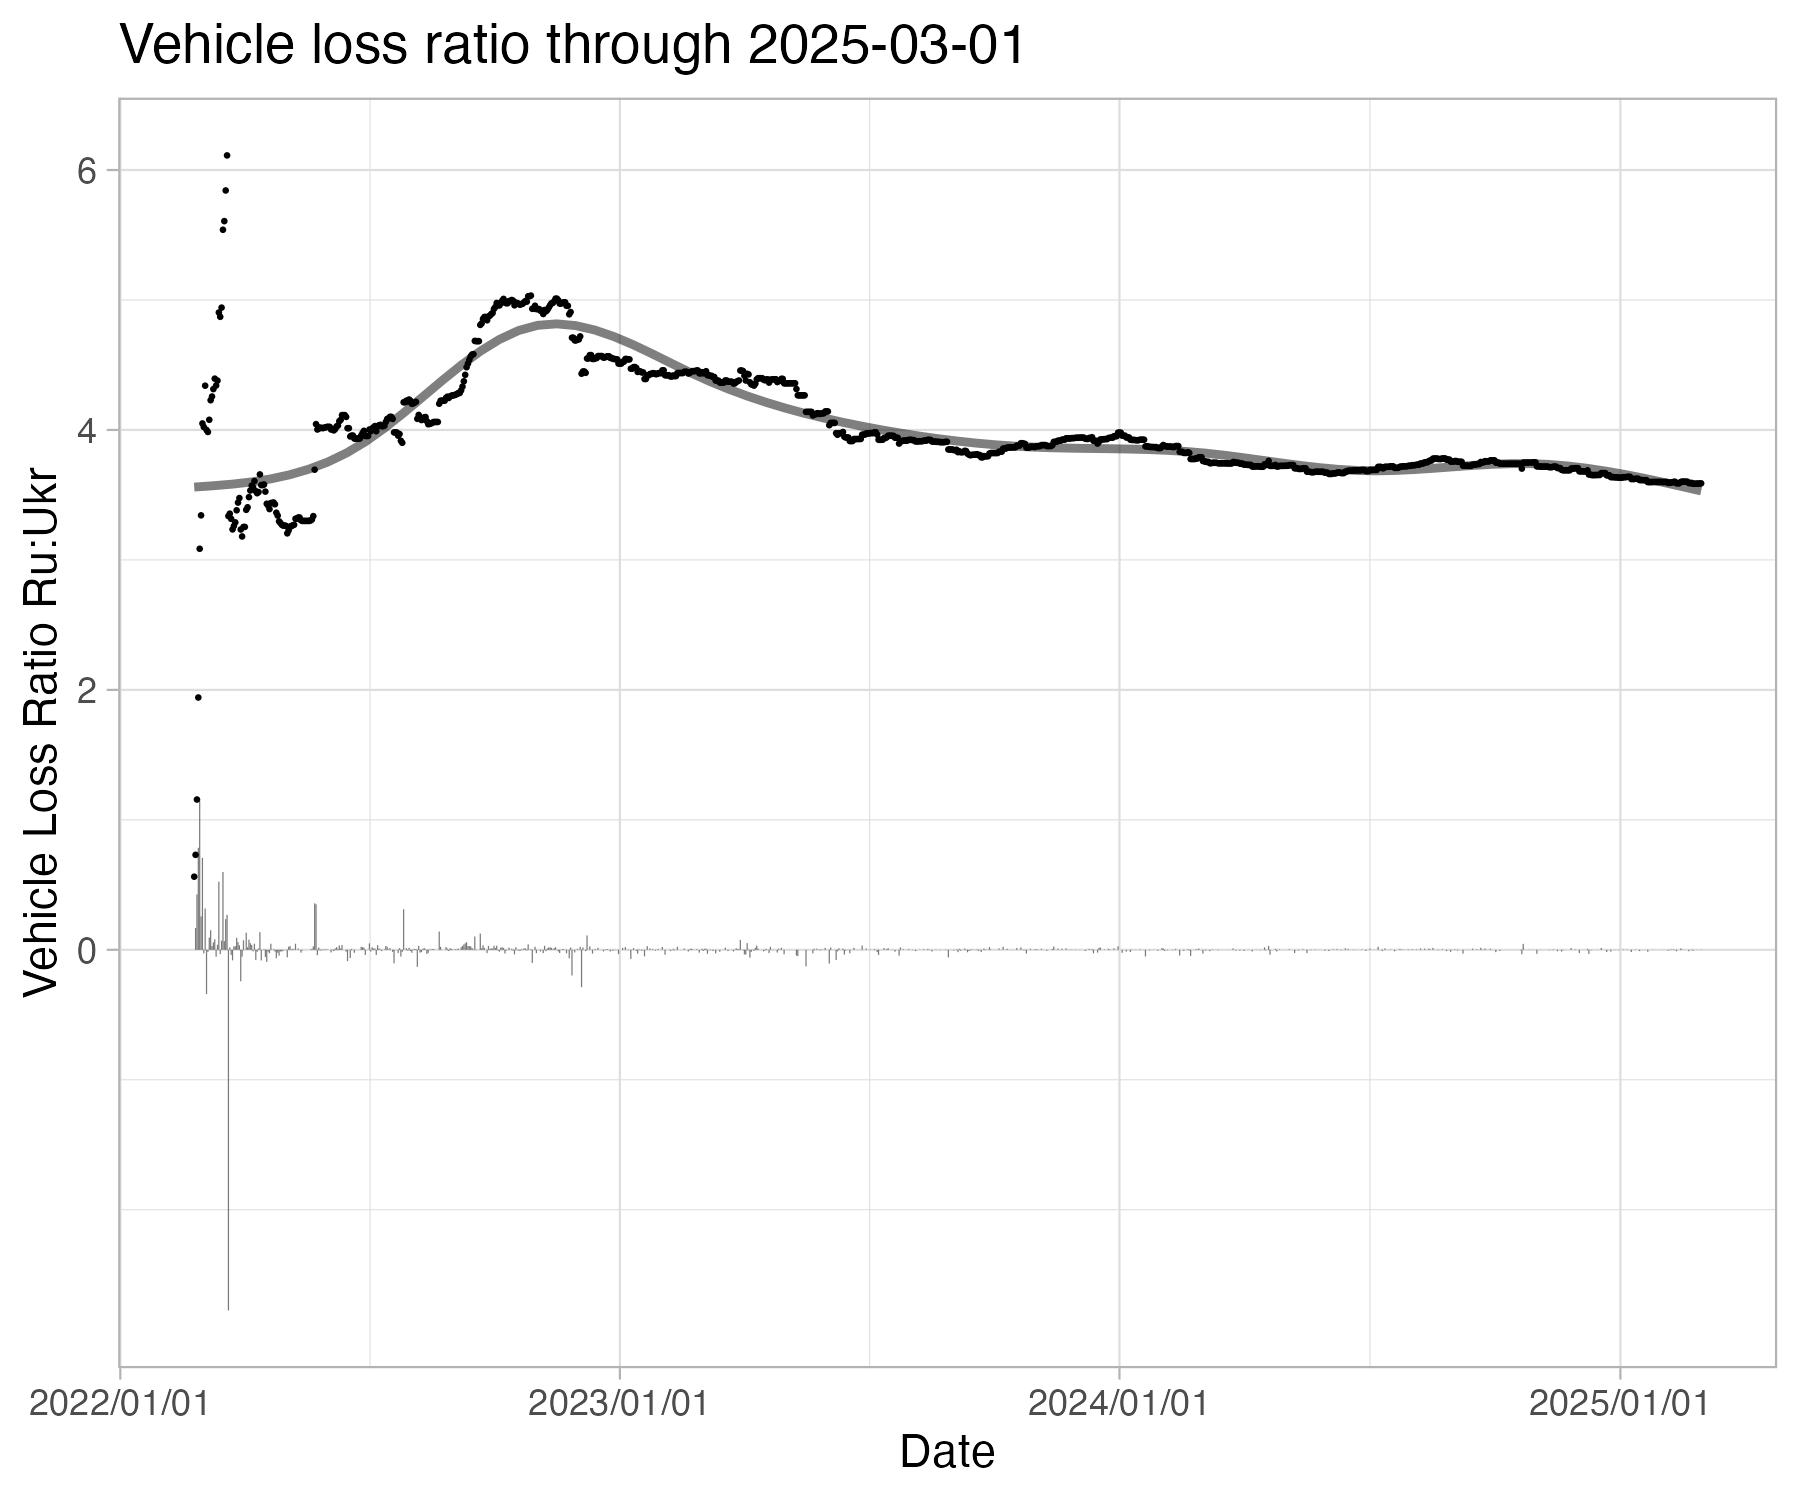 Vehicle loss ratio through 2025-03-01
Vehicle Loss Ratio Ru:Ukr
6
4
2
0
2022/01/01
2023/01/01
2024/01/01
2025/01/01
Date